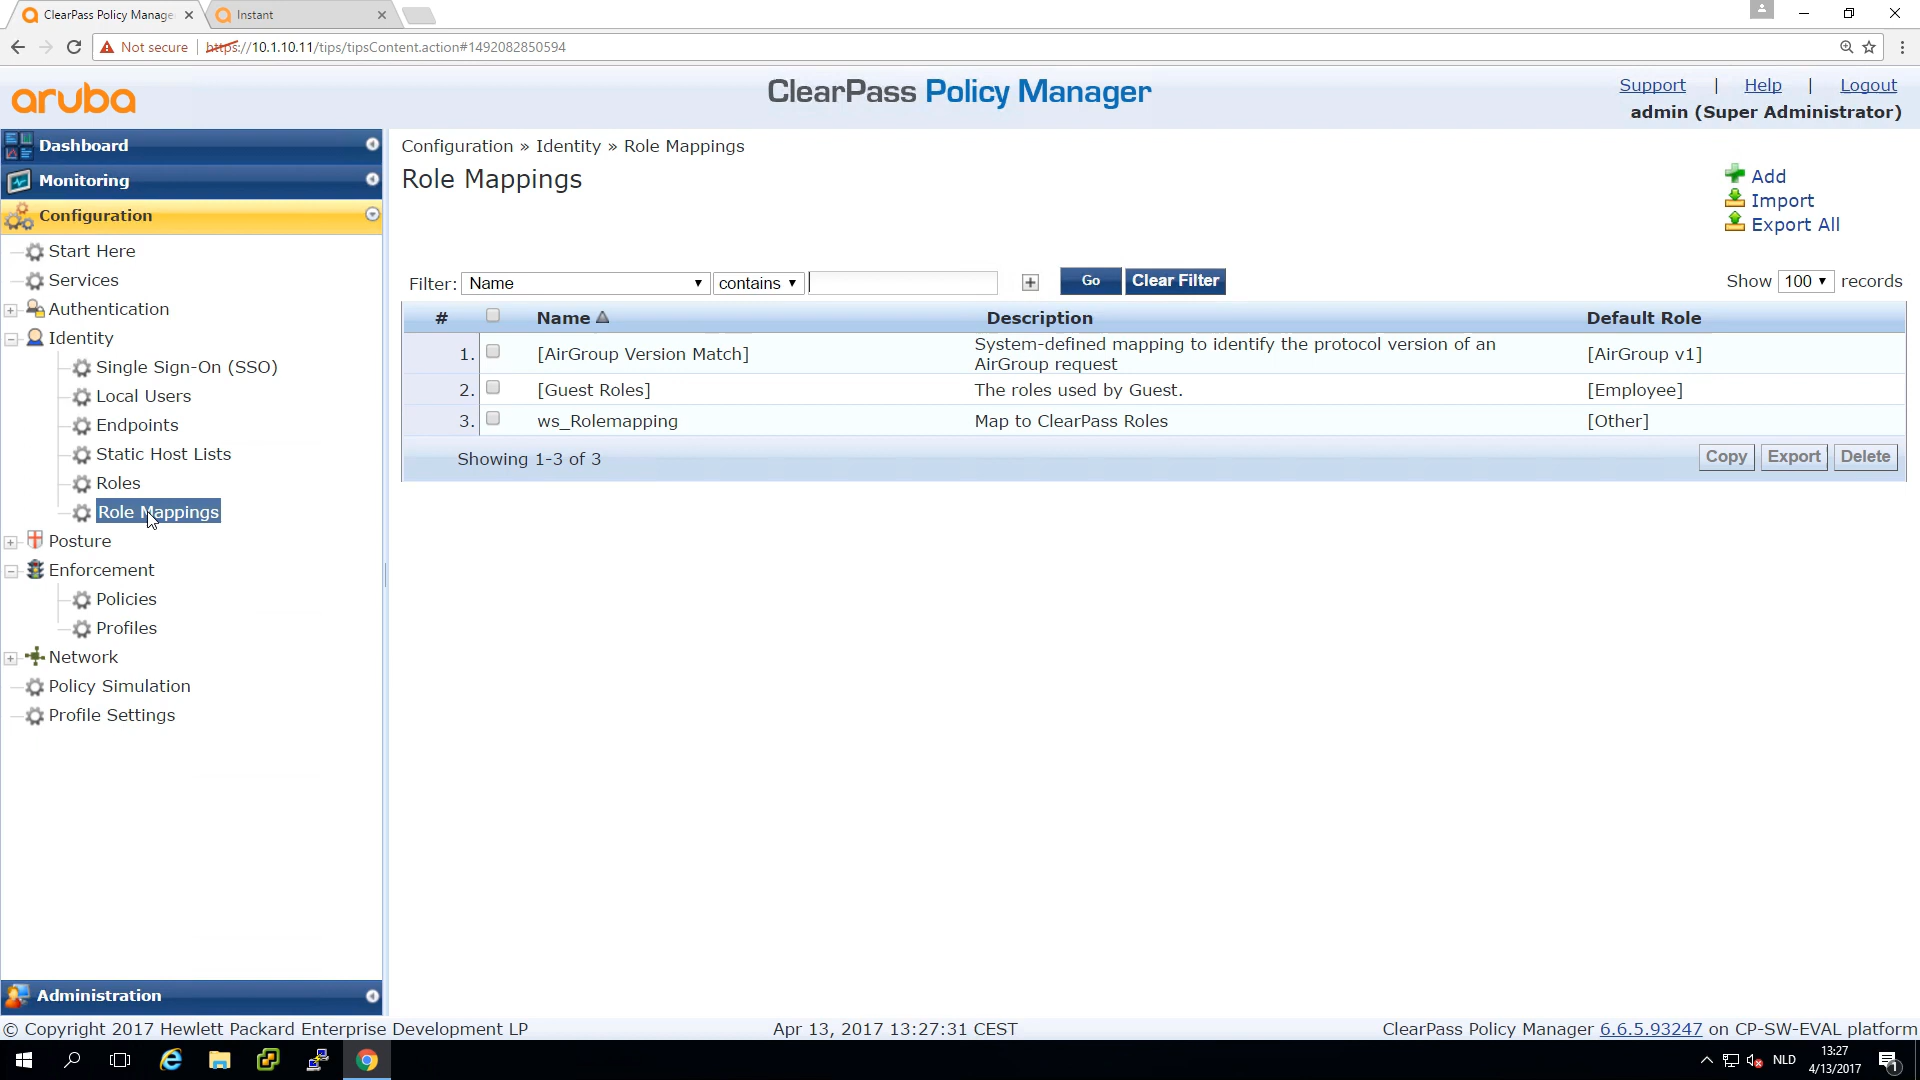 ClearPass Policy Manage
Instant
Not secure
https://10.1.10.11/tips/tipsContent.action#1492082850594
aruba
ClearPass Policy Manager
Support | Help | Logout
admin (Super Administrator)
Dashboard
Monitoring
Configuration
Start Here
Services
Authentication
Identity
Single Sign-On (SSO)
Local Users
Endpoints
Static Host Lists
Roles
Role Mappings
Posture
Enforcement
Policies
Profiles
Network
Policy Simulation
Profile Settings
Administration
Configuration » Identity » Role Mappings
Role Mappings
Add
Import
Export All
Filter: Name contains Go Clear Filter Show 100 records
# Name Description Default Role
1. [AirGroup Version Match] System-defined mapping to identify the protocol version of an AirGroup request [AirGroup v1]
2. [Guest Roles] The roles used by Guest. [Employee]
3. ws_Rolemapping Map to ClearPass Roles [Other]
Showing 1-3 of 3 Copy Export Delete
© Copyright 2017 Hewlett Packard Enterprise Development LP Apr 13, 2017 13:27:31 CEST ClearPass Policy Manager 6.6.5.93247 on CP-SW-EVAL platform
NLD
13:27
4/13/2017
1